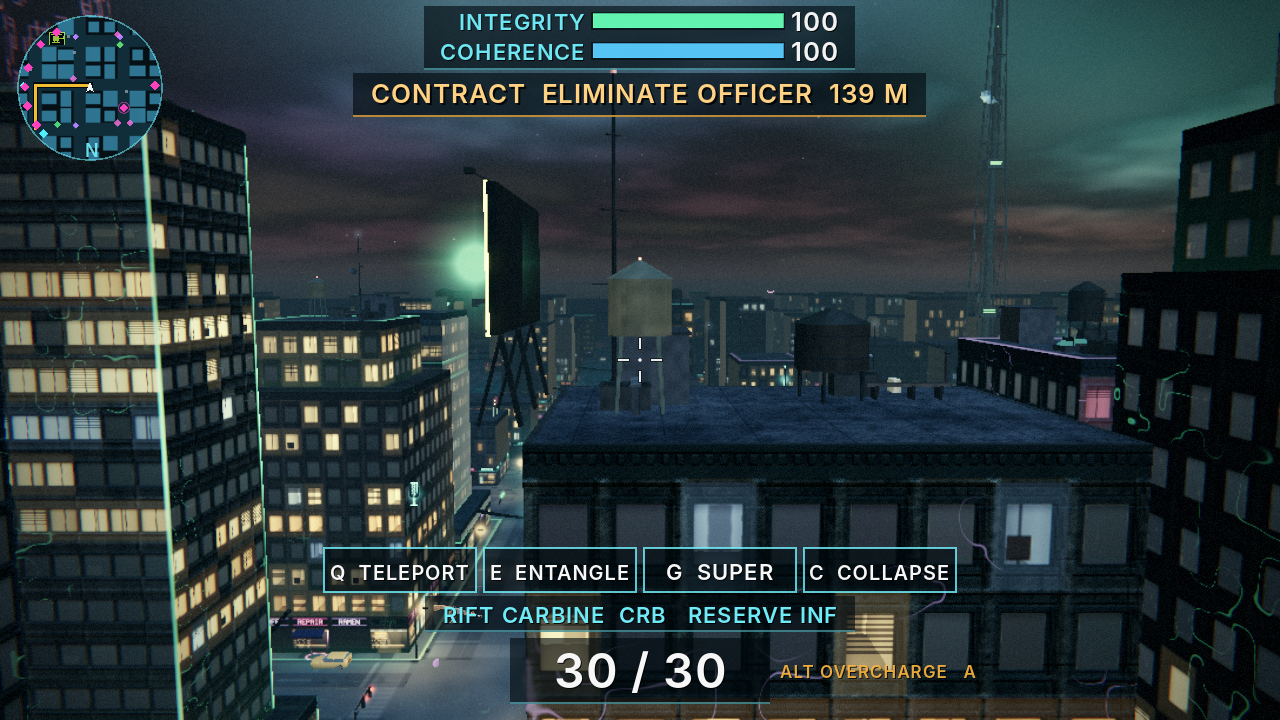 INTEGRITY 100
COHERENCE 100
CONTRACT ELIMINATE OFFICER 139 M
N
Q TELEPORT
E ENTANGLE
G SUPER
C COLLAPSE
RIFT CARBINE CRB RESERVE INF
REPAIR RAMEN
30 / 30
ALT OVERCHARGE A